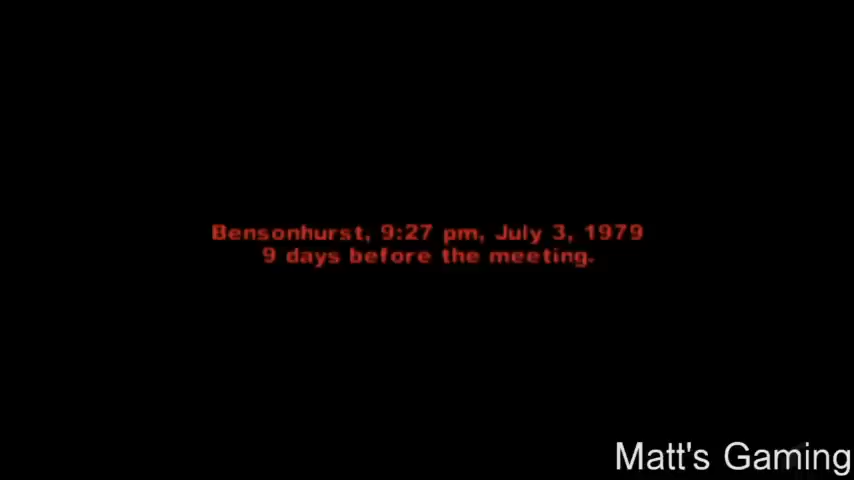 Bensonhurst, 9:27 pm, July 3, 1979
9 days before the meeting.
Matt's Gaming